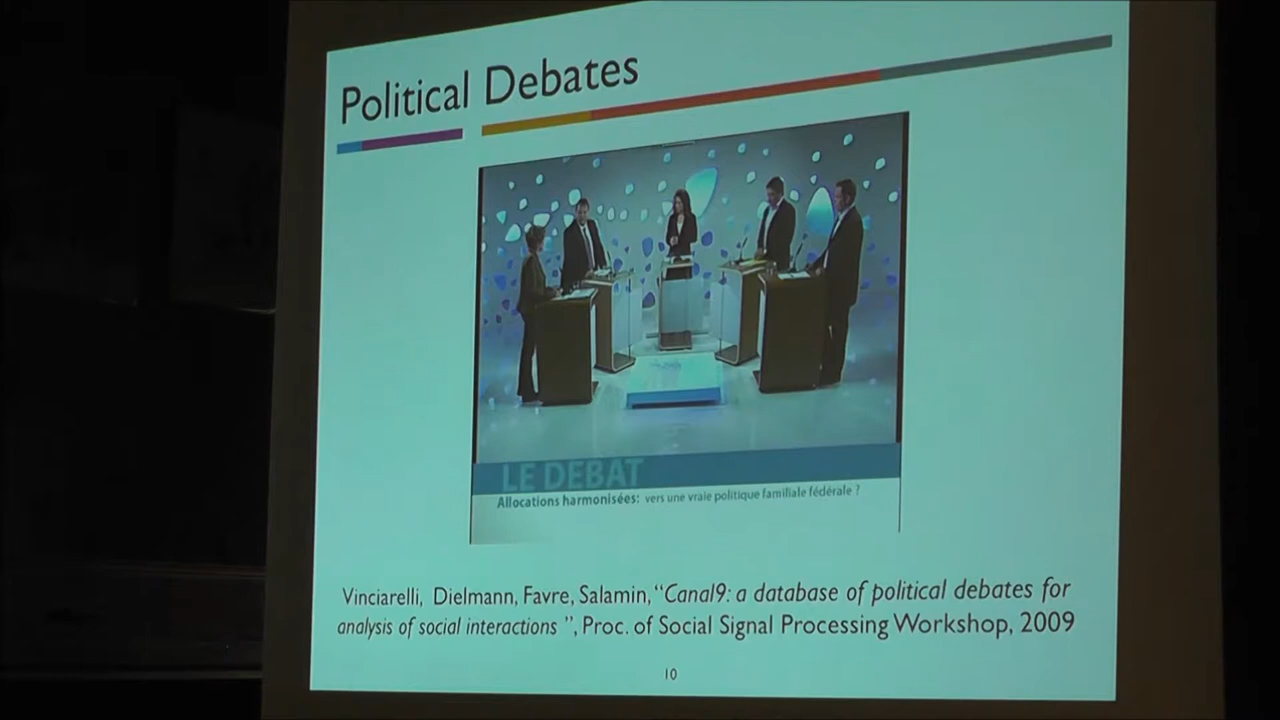 Political Debates
LE DEBAT
Allocations harmonisées: vers une vraie politique familiale fédérale ?
Vinciarelli, Dielmann, Favre, Salamin, "Canal9: a database of political debates for
analysis of social interactions ", Proc. of Social Signal Processing Workshop, 2009
10